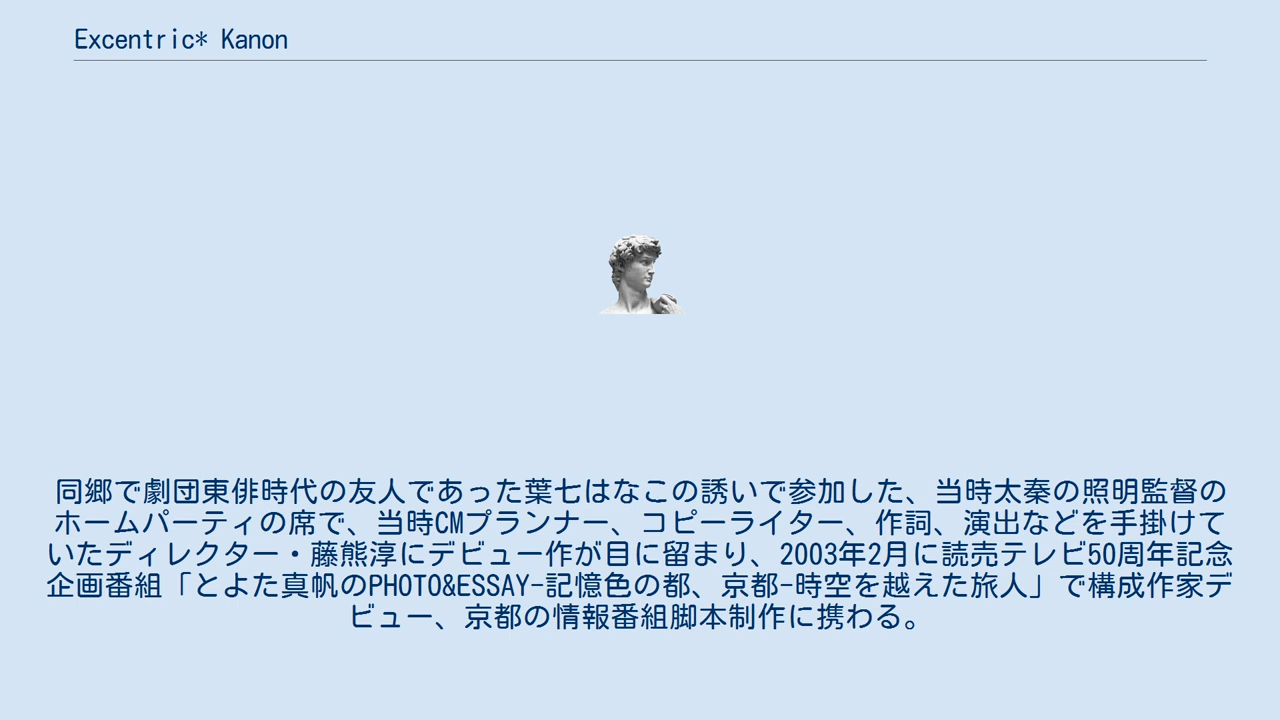 Excentric* Kanon
同郷で劇団東俳時代の友人であった葉七はなこの誘いで参加した、当時太秦の照明監督の
ホームパーティの席で、当時CMプランナー、コピーライター、作詞、演出などを手掛けて
いたディレクター・藤熊淳にデビュー作が目に留まり、2003年2月に読売テレビ50周年記念
企画番組「とよた真帆のPHOTO&ESSAY-記憶色の都、京都-時空を越えた旅人」で構成作家デ
ビュー、京都の情報番組脚本制作に携わる。